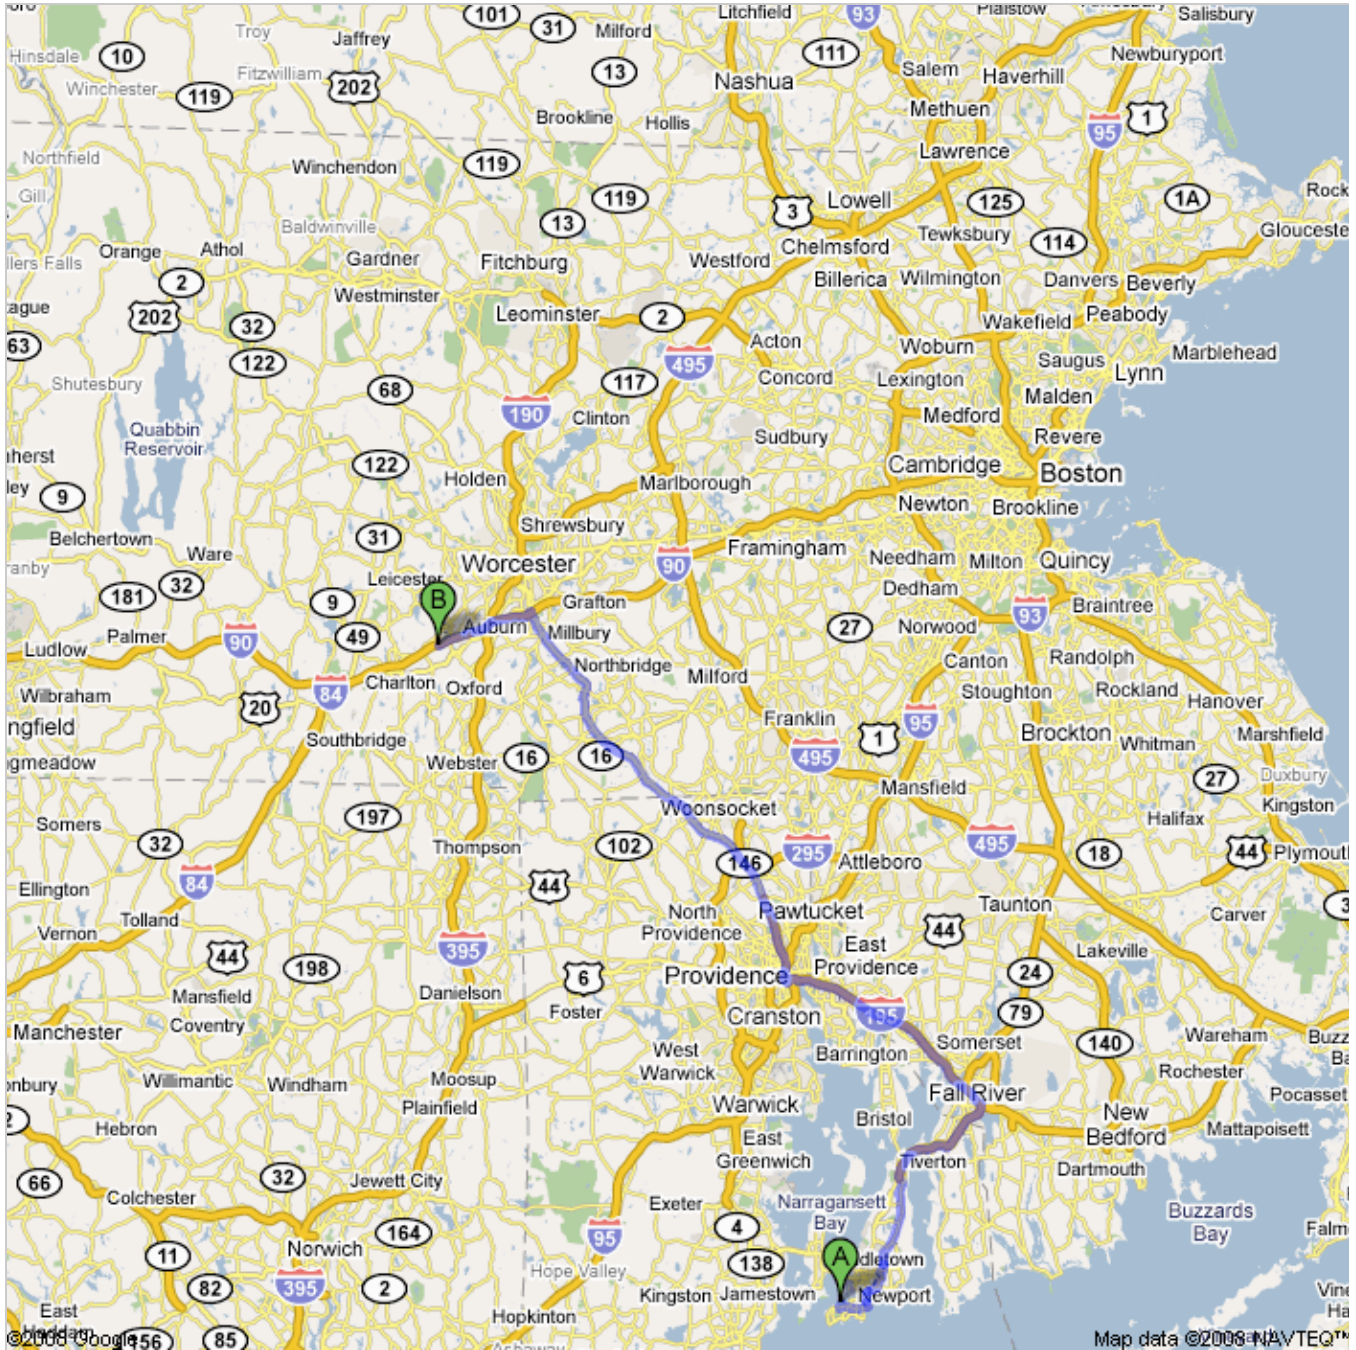 101
31
Milford
Litchfield
93
Plaistow
Salisbury
Hinsdale
10
Troy
Jaffrey
111
Newburyport
Fitzwilliam
202
13
Nashua
Salem
Haverhill
Winchester
119
Brookline
Hollis
Methuen
95
1
Northfield
Winchendon
119
Lawrence
Gill
119
3
Lowell
125
1A
Baldwinville
13
Tewksbury
114
Gloucester
Orange
Athol
Gardner
Fitchburg
Westford
Chelmsford
llers Falls
2
Westminster
Billerica
Wilmington
Danvers
Beverly
202
32
Leominster
2
Wakefield
Peabody
63
122
495
Acton
Woburn
Saugus
Marblehead
Shutesbury
68
117
Concord
Lexington
Lynn
190
Clinton
Medford
Malden
Quabbin
Reservoir
Sudbury
Revere
122
Holden
Marlborough
Cambridge
Boston
9
Newton
Brookline
Belchertown
Ware
31
Shrewsbury
Framingham
Needham
Milton
Quincy
Worcester
90
Leicester
Dedham
181
32
9
B
Grafton
93
Braintree
Palmer
90
49
Auburn
Millbury
27
Norwood
Ludlow
Canton
Randolph
Wilbraham
84
Charlton
Oxford
Northbridge
Milford
Stoughton
Rockland
Hanover
20
Franklin
95
Southbridge
16
16
495
1
Brockton
Whitman
Marshfield
Webster
Mansfield
27
Duxbury
Somers
197
Woonsocket
Halifax
Kingston
32
Thompson
102
146
295
Attleboro
495
18
44
Plymouth
Ellington
84
44
Tolland
North
Providence
Pawtucket
Taunton
Carver
Vernon
44
198
395
44
Lakeville
6
Providence
East
Providence
24
Mansfield
Danielson
Manchester
Coventry
Foster
Cranston
195
79
Wareham
West
Warwick
Barrington
Somerset
140
Willimantic
Windham
Moosup
Rochester
Plainfield
Warwick
Fall River
Pocasset
Hebron
Bristol
New
Bedford
Mattapoisett
66
32
East
Greenwich
Tiverton
Dartmouth
Colchester
Jewett City
Exeter
Narragansett
Bay
Buzzards
Bay
11
164
4
Norwich
95
138
A
82
395
2
Hope Valley
Kingston
Jamestown
Newport
East
Haddam
156
85
Hopkinton
Ashaway
©2008 Google
Map data ©2008 NAVTEQ™